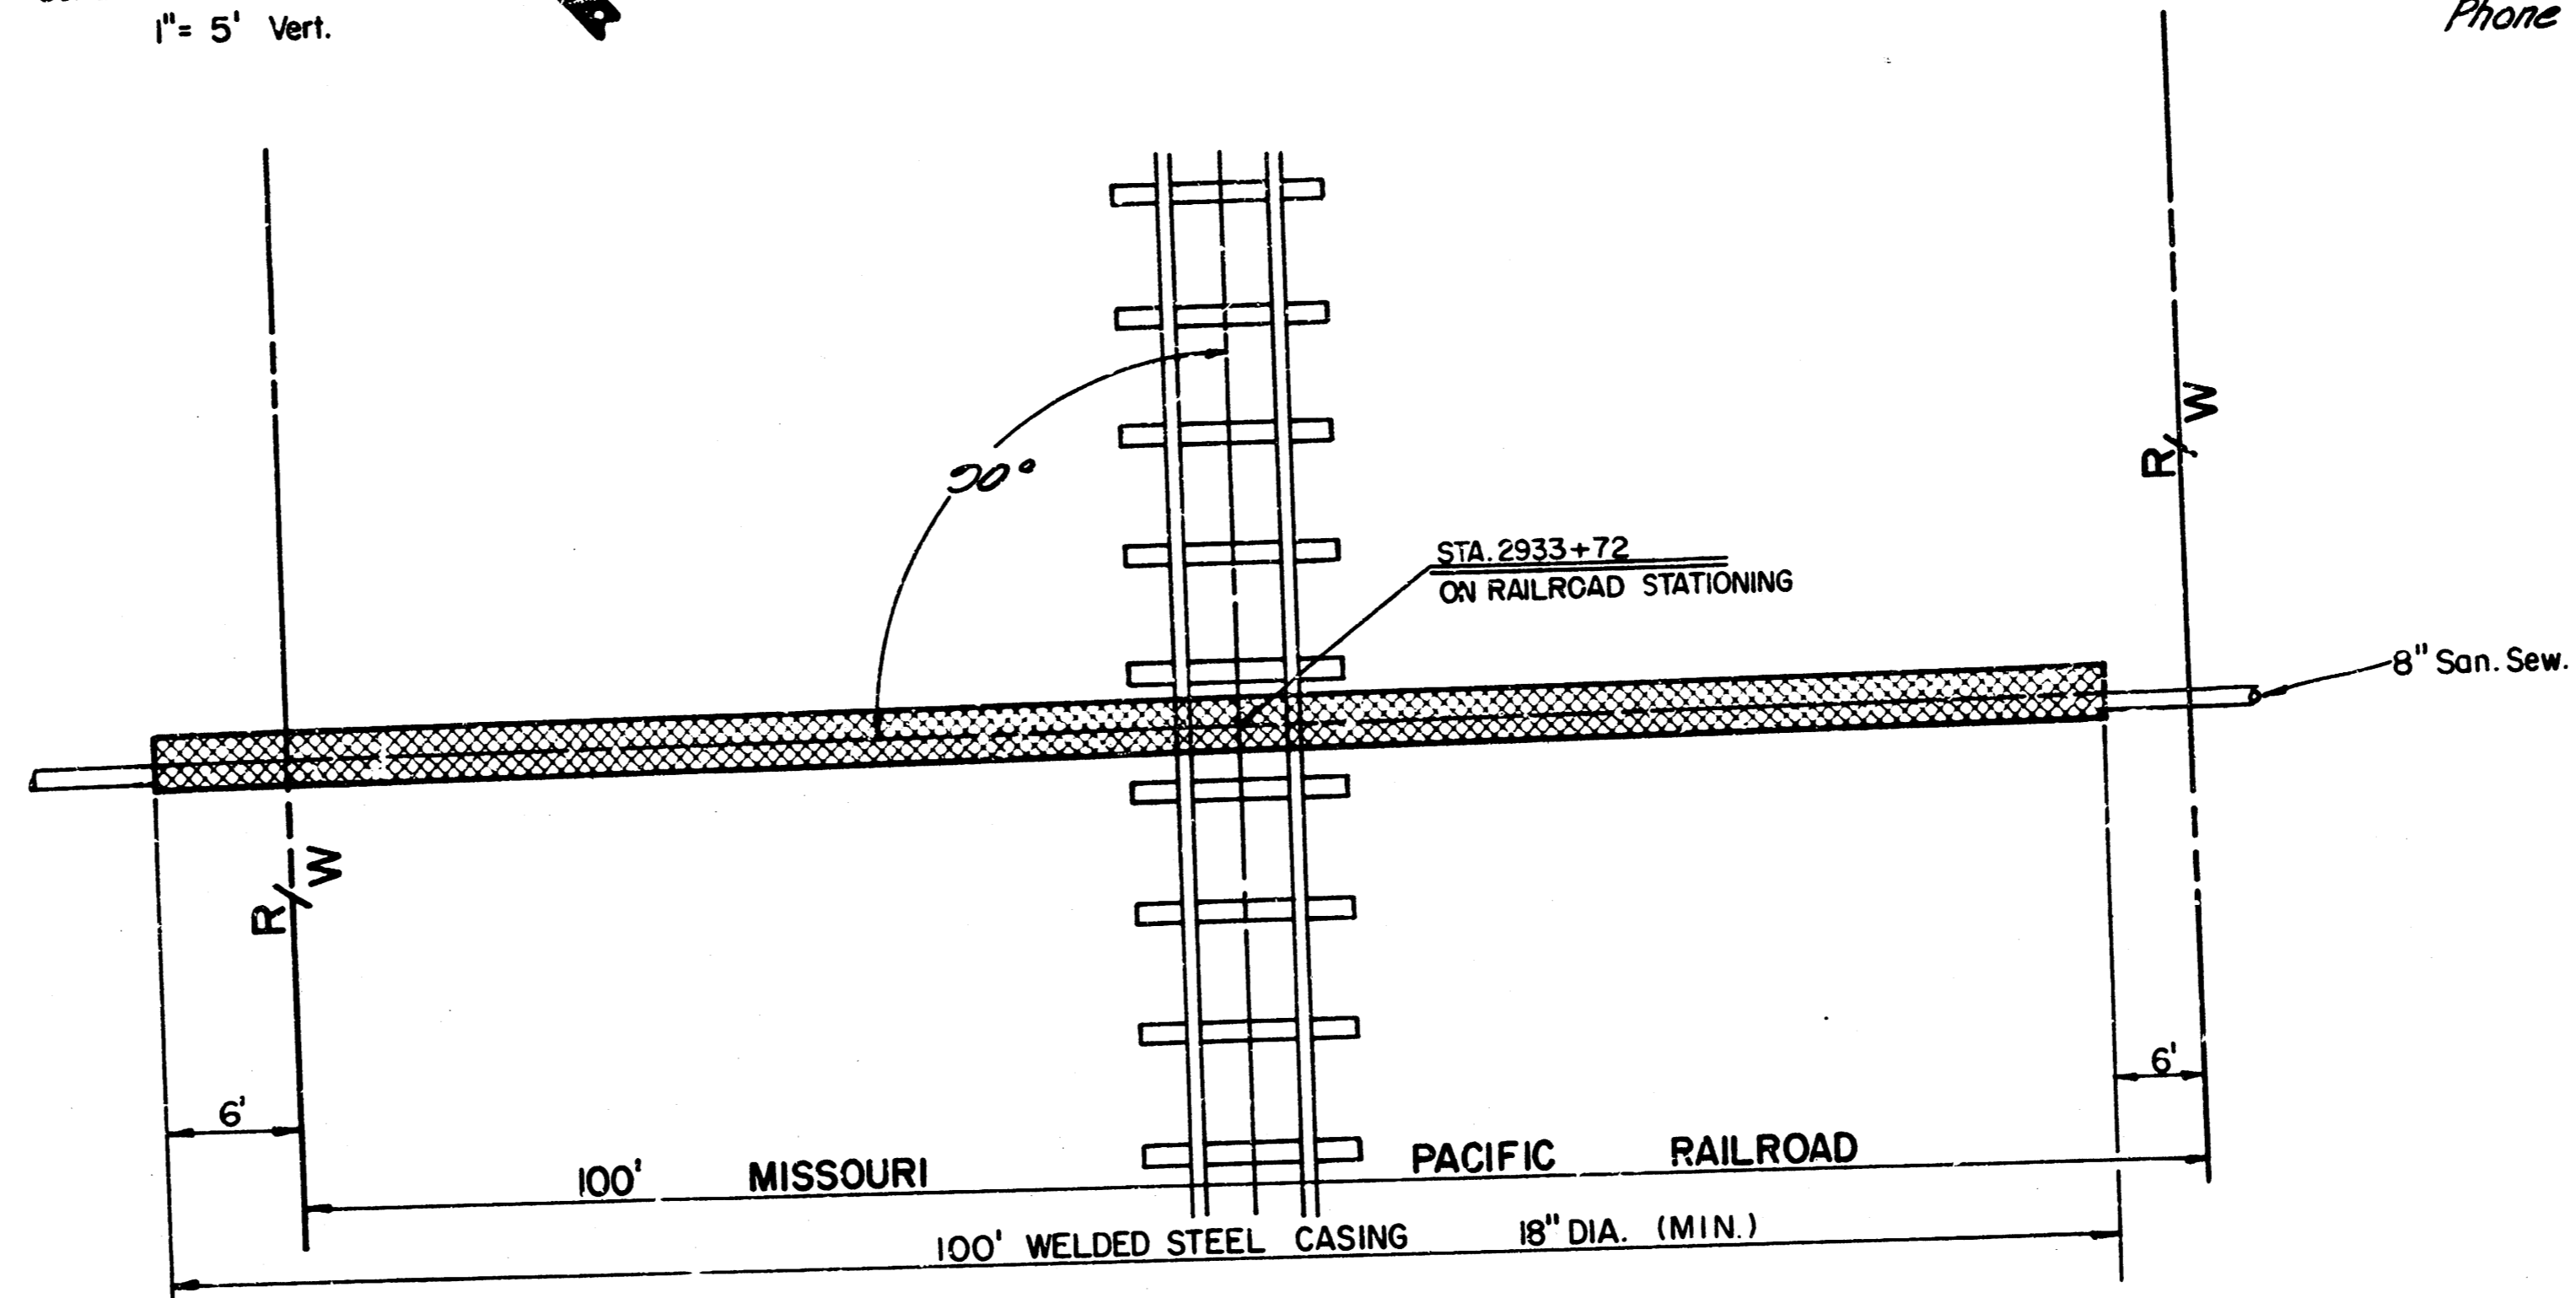 1"= 5' Vert.
Phone
R/W
90°
STA. 2933+72
ON RAILROAD STATIONING
8" San. Sew.
R/W
6'
6'
100' MISSOURI PACIFIC RAILROAD
100' WELDED STEEL CASING 18" DIA. (MIN.)